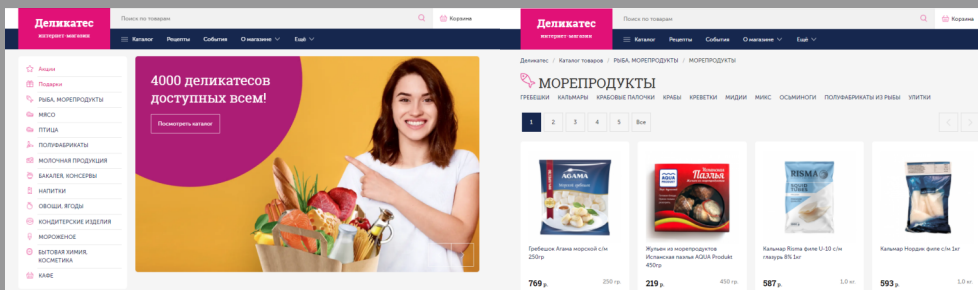 Деликатес
интернет-магазин
Поиск по товарам
Корзина
Каталог Рецепты События О магазине Ещё
Акции
Подарки
РЫБА, МОРЕПРОДУКТЫ
МЯСО
ПТИЦА
ПОЛУФАБРИКАТЫ
МОЛОЧНАЯ ПРОДУКЦИЯ
БАКАЛЕЯ, КОНСЕРВЫ
НАПИТКИ
ОВОЩИ, ЯГОДЫ
КОНДИТЕРСКИЕ ИЗДЕЛИЯ
МОРОЖЕНОЕ
БЫТОВАЯ ХИМИЯ,
КОСМЕТИКА
КАФЕ
4000 деликатесов
доступных всем!
Посмотреть каталог
Деликатес
интернет-магазин
Поиск по товарам
Корзина
Каталог Рецепты События О магазине Ещё
Деликатес / Каталог товаров / РЫБА, МОРЕПРОДУКТЫ / МОРЕПРОДУКТЫ
МОРЕПРОДУКТЫ
ГРЕБЕШКИ КАЛЬМАРЫ КРАБОВЫЕ ПАЛОЧКИ КРАБЫ КРЕВЕТКИ МИДИИ МИКС ОСЬМИНОГИ ПОЛУФАБРИКАТЫ ИЗ РЫБЫ УЛИТКИ
1 2 3 4 5 Все
АГАМА
AQUA
PRODUKT
Паэлья
RISMA
SQUID
TUBES
Гребешок Агама морской с/м
250гр
769 р.
250 гр.
Жульен из морепродуктов
Испанская паэлья AQUA Produkt
450гр
219 р.
450 гр.
Кальмар Risma филе U-10 с/м
глазурь 8% 1кг
587 р.
1,0 кг.
Кальмар Нордик филе с/м 1кг
593 р.
1,0 кг.